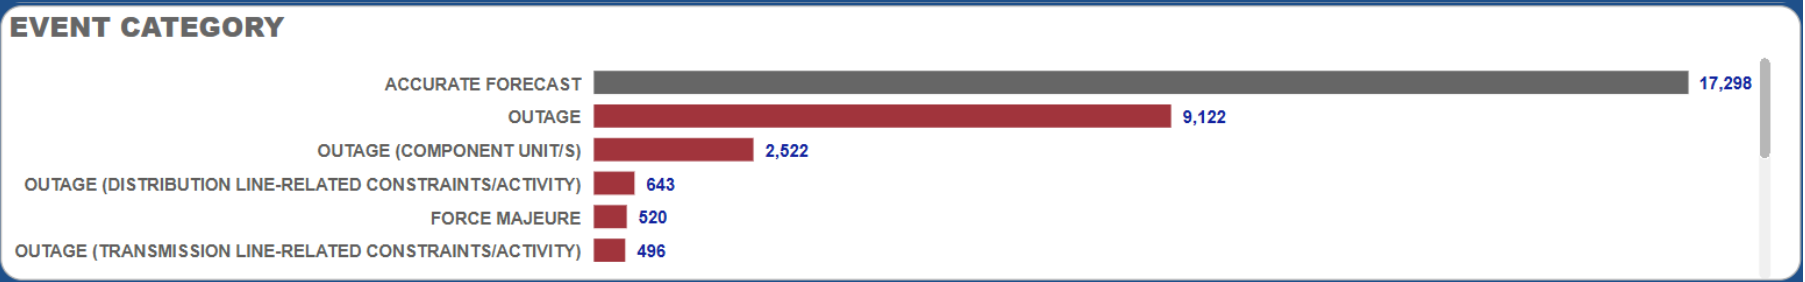 EVENT CATEGORY
ACCURATE FORECAST 17,298
OUTAGE 9,122
OUTAGE (COMPONENT UNIT/S) 2,522
OUTAGE (DISTRIBUTION LINE-RELATED CONSTRAINTS/ACTIVITY) 643
FORCE MAJEURE 520
OUTAGE (TRANSMISSION LINE-RELATED CONSTRAINTS/ACTIVITY) 496